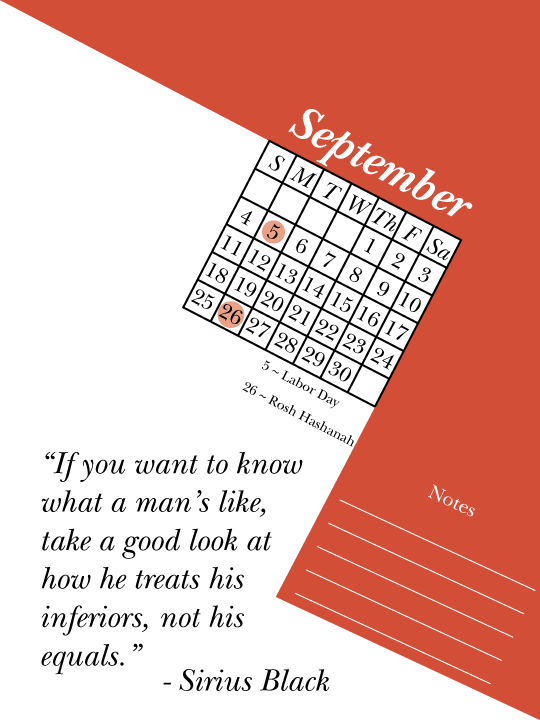 September
S M T W Th F Sa
1 2 3
4 5 6 7 8 9 10
11 12 13 14 15 16 17
18 19 20 21 22 23 24
25 26 27 28 29 30
5 ~ Labor Day
26 ~ Rosh Hashanah
“If you want to know
what a man’s like,
take a good look at
how he treats his
inferiors, not his
equals.”
- Sirius Black
Notes